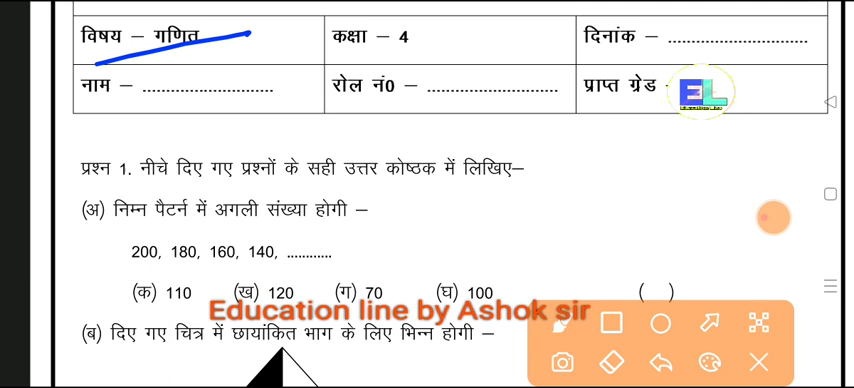 विषय – गणित कक्षा – 4 दिनांक – ..............................
नाम – ............................ रोल नं0 – ............................ प्राप्त ग्रेड -
EL
प्रश्न 1. नीचे दिए गए प्रश्नों के सही उत्तर कोष्ठक में लिखिए–
(अ) निम्न पैटर्न में अगली संख्या होगी –
200, 180, 160, 140, ............
(क) 110 (ख) 120 (ग) 70 (घ) 100 ( )
Education line by Ashok sir
(ब) दिए गए चित्र में छायांकित भाग के लिए भिन्न होगी –